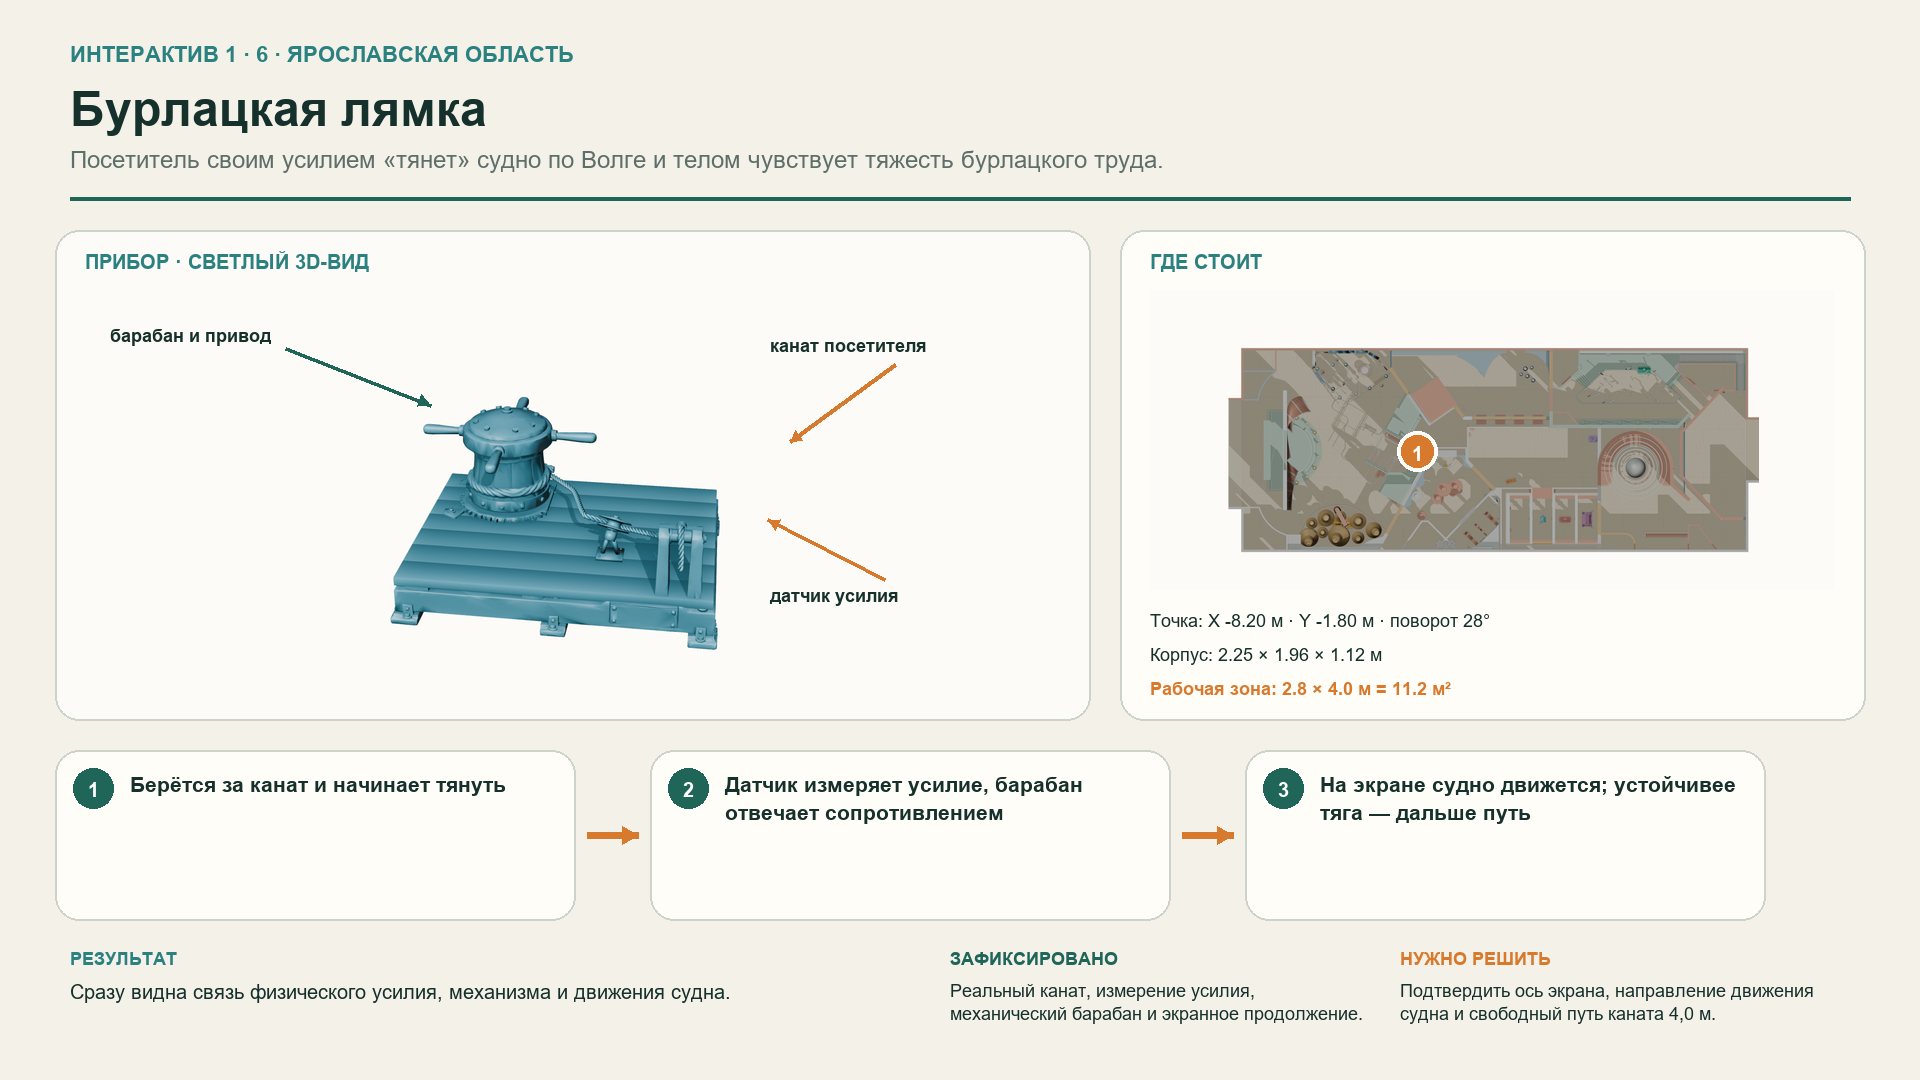 ИНТЕРАКТИВ 1 · 6 · ЯРОСЛАВСКАЯ ОБЛАСТЬ
Бурлацкая лямка
Посетитель своим усилием «тянет» судно по Волге и телом чувствует тяжесть бурлацкого труда.
ПРИБОР · СВЕТЛЫЙ 3D-ВИД
барабан и привод
канат посетителя
датчик усилия
ГДЕ СТОИТ
1
Точка: X -8.20 м · Y -1.80 м · поворот 28°
Корпус: 2.25 × 1.96 × 1.12 м
Рабочая зона: 2.8 × 4.0 м = 11.2 м²
1
Берётся за канат и начинает тянуть
2
Датчик измеряет усилие, барабан
отвечает сопротивлением
3
На экране судно движется; устойчивее
тяга — дальше путь
РЕЗУЛЬТАТ
Сразу видна связь физического усилия, механизма и движения судна.
ЗАФИКСИРОВАНО
Реальный канат, измерение усилия,
механический барабан и экранное продолжение.
НУЖНО РЕШИТЬ
Подтвердить ось экрана, направление движения
судна и свободный путь каната 4,0 м.